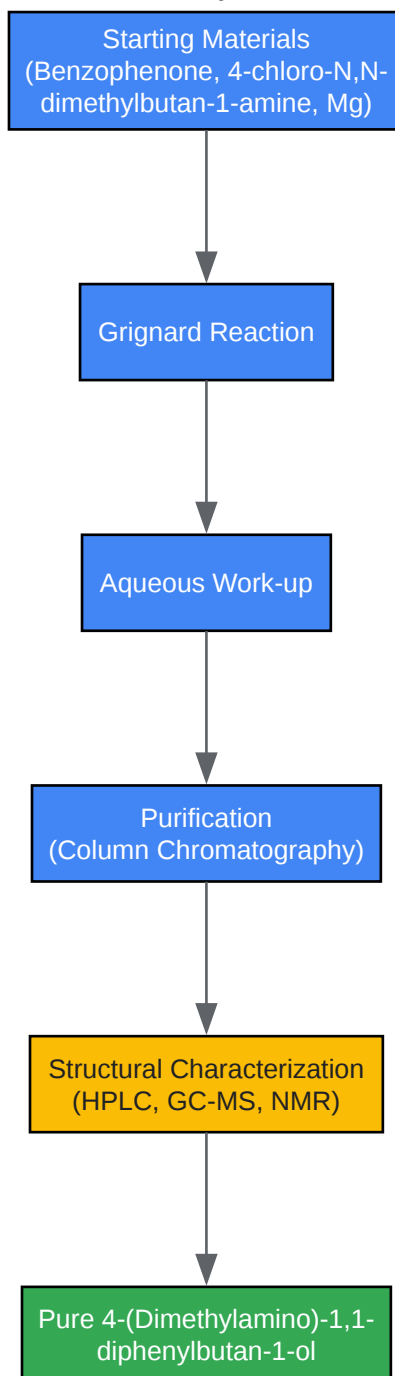 Starting Materials
(Benzophenone, 4-chloro-N,N-
dimethylbutan-1-amine, Mg)
Grignard Reaction
Aqueous Work-up
Purification
(Column Chromatography)
Structural Characterization
(HPLC, GC-MS, NMR)
Pure 4-(Dimethylamino)-1,1-
diphenylbutan-1-ol